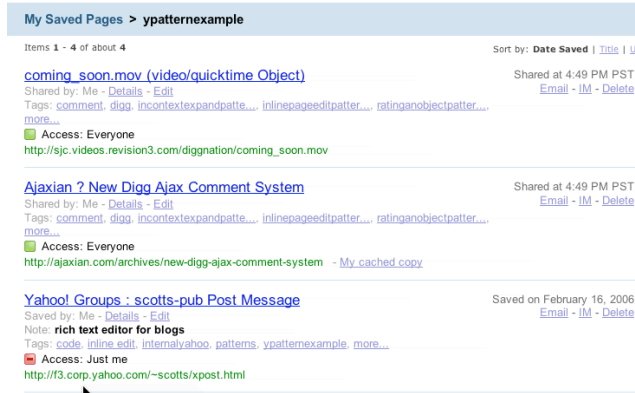 My Saved Pages > ypatternexample
Items 1 - 4 of about 4
Sort by: Date Saved | Title | U
coming_soon.mov (video/quicktime Object)
Shared at 4:49 PM PST
Shared by: Me - Details - Edit
Email - IM - Delete
Tags: comment, digg, incontextexpandpatte..., inlinepageeditpatter..., ratinganobjectpatter...,
more...
Access: Everyone
http://sjc.videos.revision3.com/diggnation/coming_soon.mov
Ajaxian ? New Digg Ajax Comment System
Shared at 4:49 PM PST
Shared by: Me - Details - Edit
Email - IM - Delete
Tags: comment, digg, incontextexpandpatte..., inlinepageeditpatter..., ratinganobjectpatter...,
more...
Access: Everyone
http://ajaxian.com/archives/new-digg-ajax-comment-system - My cached copy
Yahoo! Groups : scotts-pub Post Message
Saved on February 16, 2006
Saved by: Me - Details - Edit
Email - IM - Delete
Note: rich text editor for blogs
Tags: code, inline edit, internalyahoo, patterns, ypatternexample, more...
Access: Just me
http://f3.corp.yahoo.com/~scotts/xpost.html